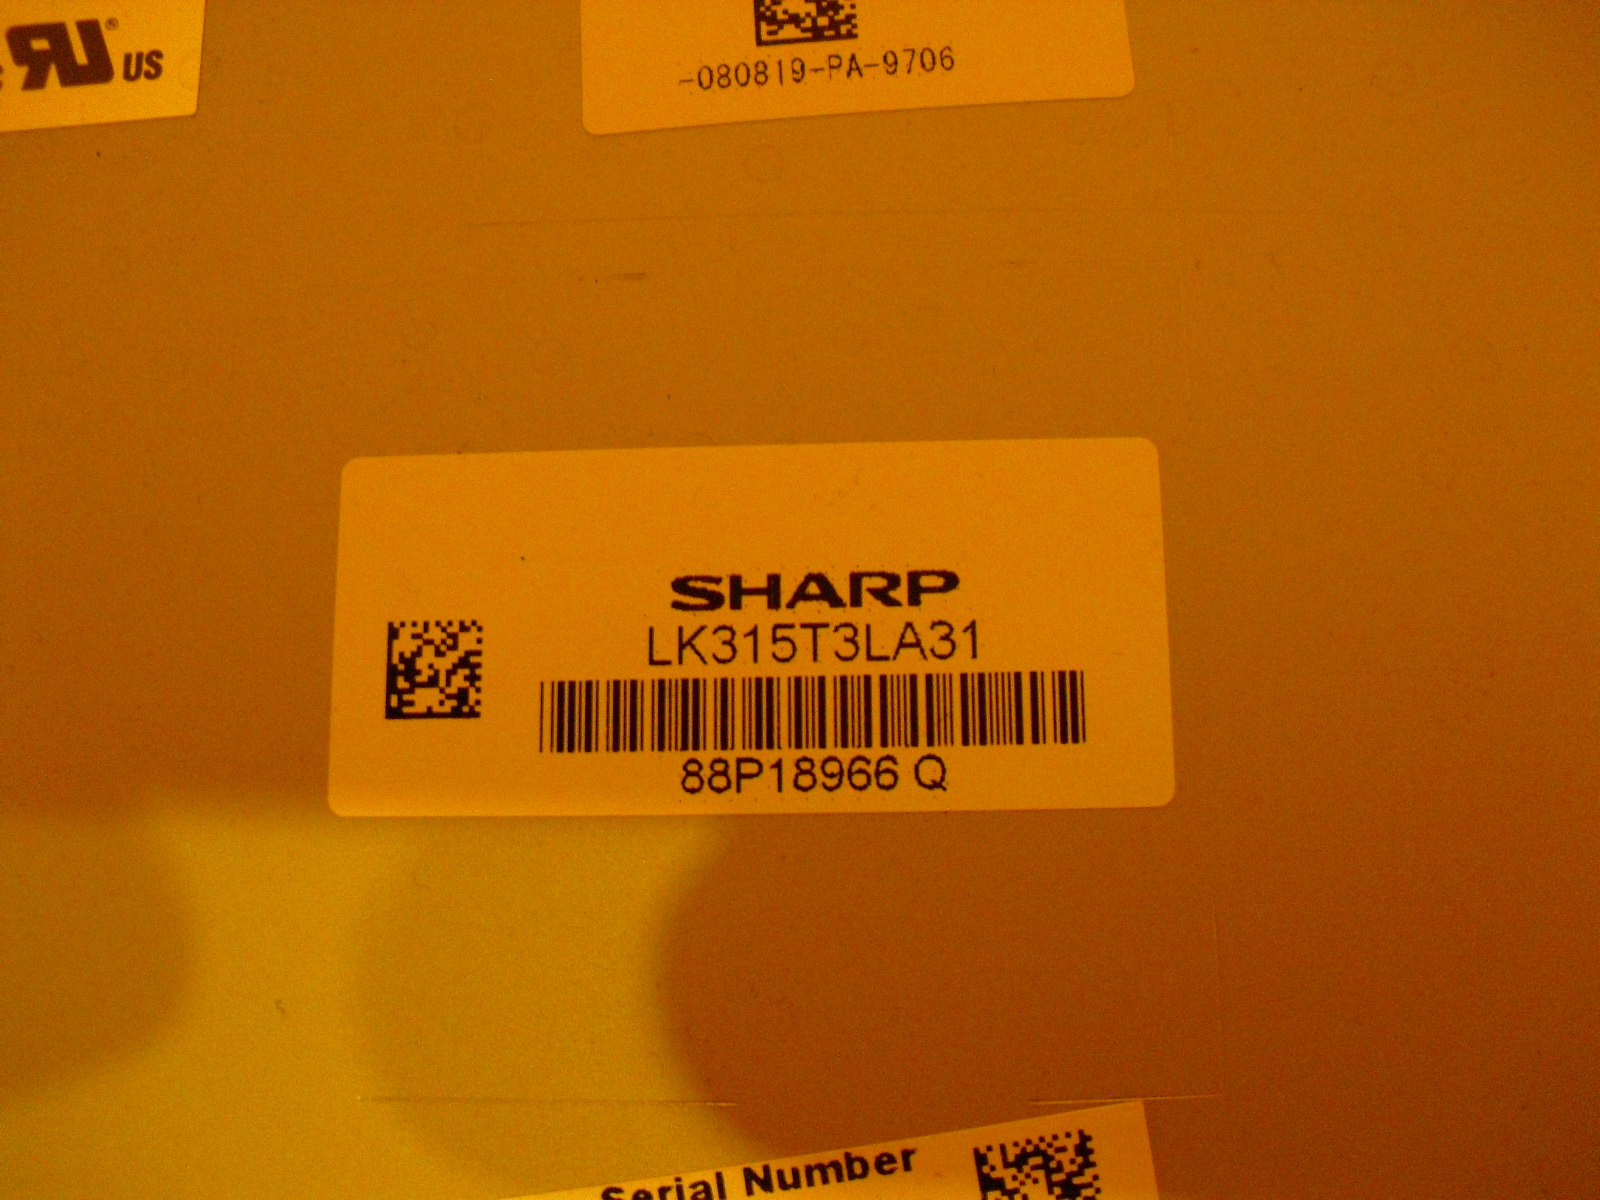 US
-080819-PA-9706
SHARP
LK315T3LA31
88P18966 Q
Serial Number